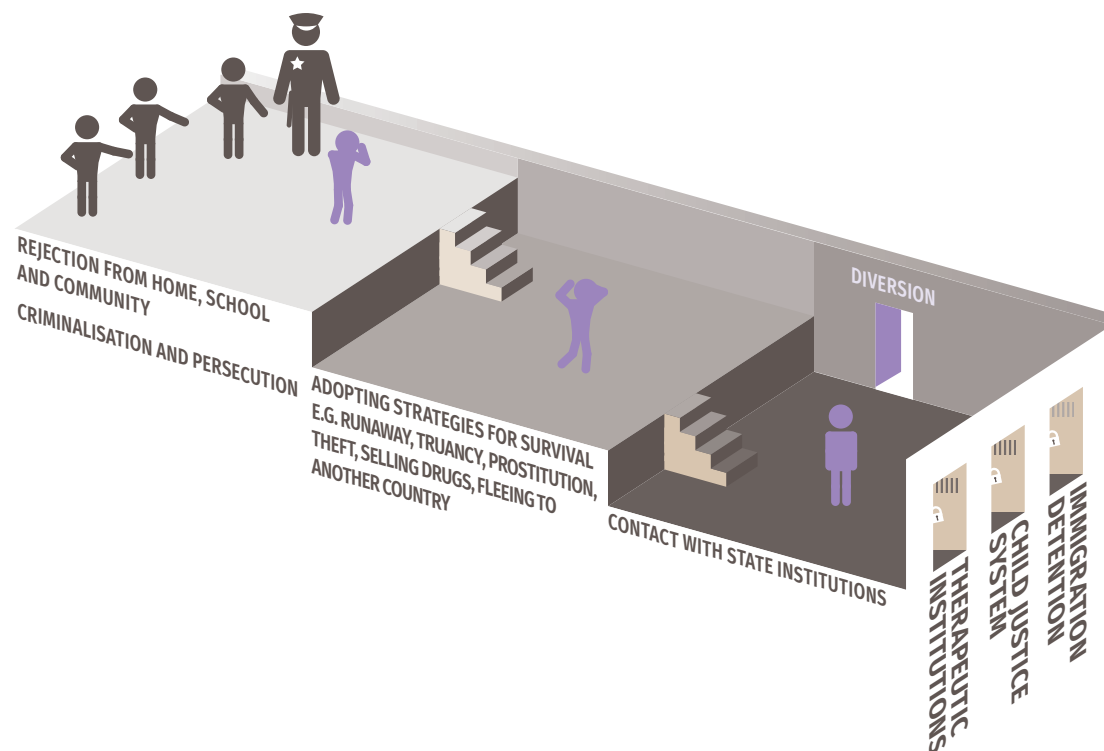 REJECTION FROM HOME, SCHOOL
AND COMMUNITY
CRIMINALISATION AND PERSECUTION
ADOPTING STRATEGIES FOR SURVIVAL
E.G. RUNAWAY, TRUANCY, PROSTITUTION,
THEFT, SELLING DRUGS, FLEEING TO
ANOTHER COUNTRY
CONTACT WITH STATE INSTITUTIONS
DIVERSION
THERAPEUTIC
INSTITUTIONS
CHILD JUSTICE
SYSTEM
IMMIGRATION
DETENTION